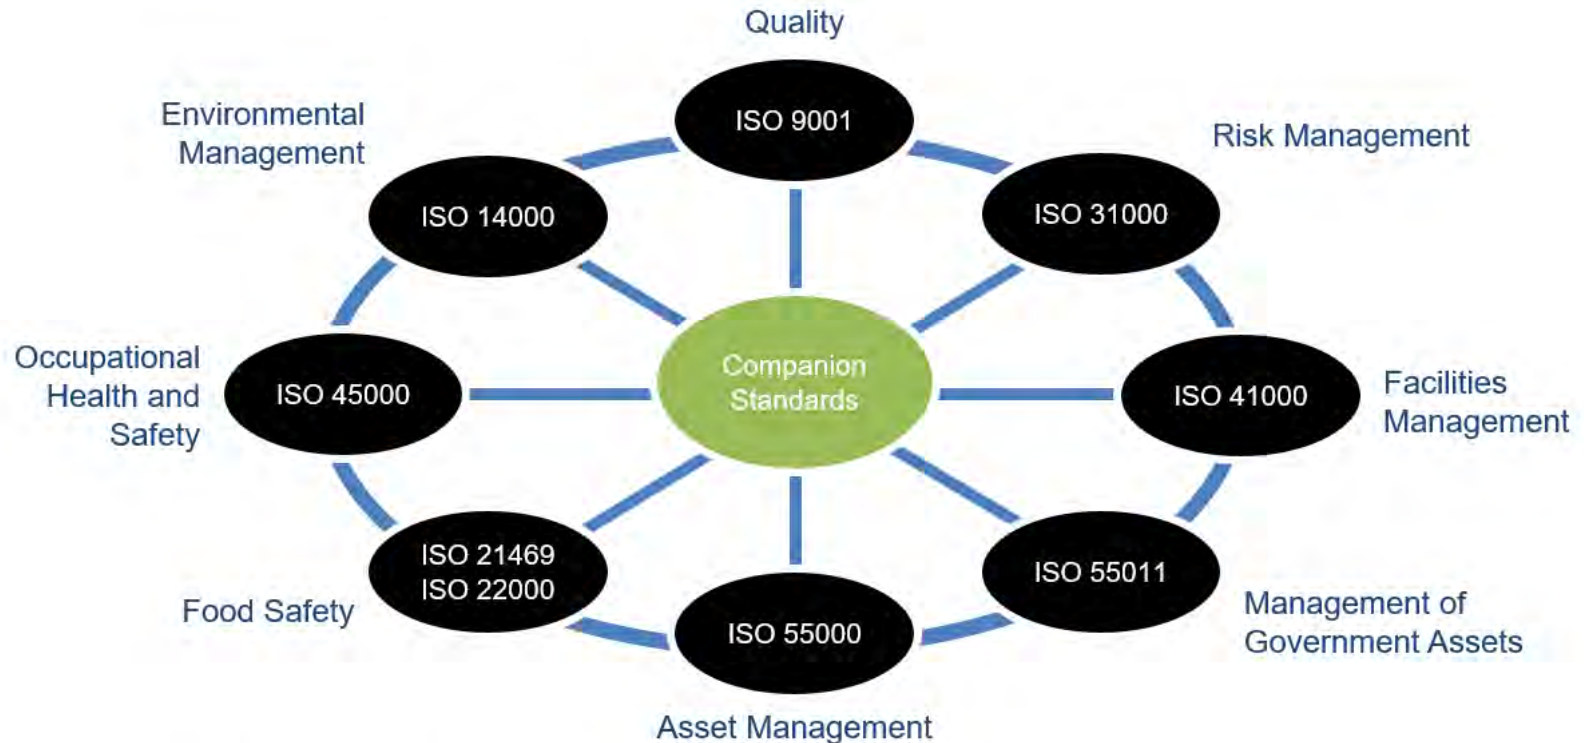 Quality
ISO 9001
Environmental
Management
ISO 14000
Risk Management
ISO 31000
Occupational
Health and
Safety
ISO 45000
Companion
Standards
ISO 41000
Facilities
Management
Food Safety
ISO 21469
ISO 22000
ISO 55000
Asset Management
ISO 55011
Management of
Government Assets